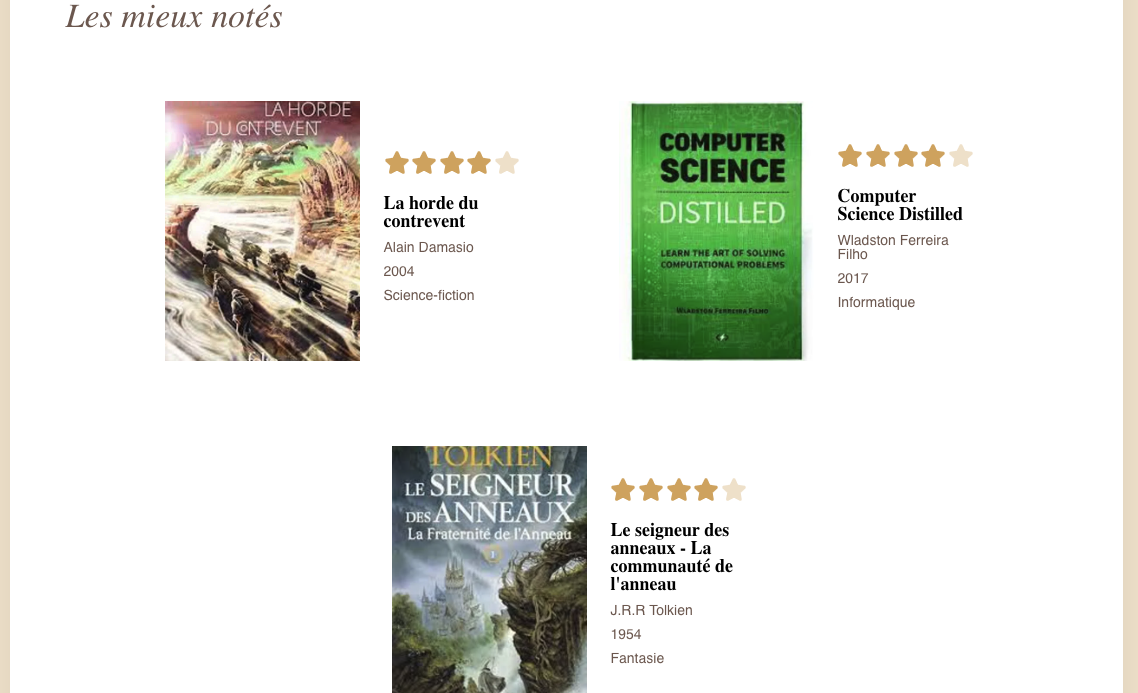 Les mieux notés
LA HORDE
DU CONTREVENT
La horde du
contrevent
Alain Damasio
2004
Science-fiction
COMPUTER
SCIENCE
DISTILLED
LEARN THE ART OF SOLVING
COMPUTATIONAL PROBLEMS
WLADSTON FERREIRA FILHO
Computer
Science Distilled
Wladston Ferreira
Filho
2017
Informatique
TOLKIEN
LE SEIGNEUR
DES ANNEAUX
La Fraternité de l'Anneau
1
Le seigneur des
anneaux - La
communauté de
l'anneau
J.R.R Tolkien
1954
Fantasie